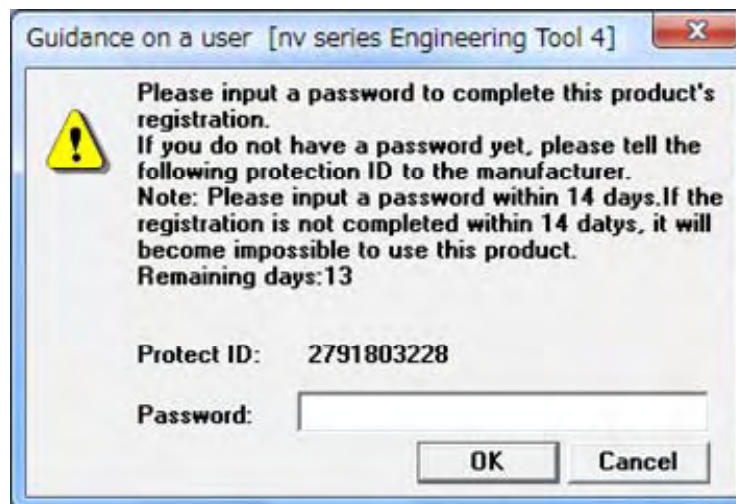 Guidance on a user [nv series Engineering Tool 4]
Please input a password to complete this product's
registration.
If you do not have a password yet, please tell the
following protection ID to the manufacturer.
Note: Please input a password within 14 days.If the
registration is not completed within 14 datys, it will
become impossible to use this product.
Remaining days:13
Protect ID: 2791803228
Password:
OK Cancel